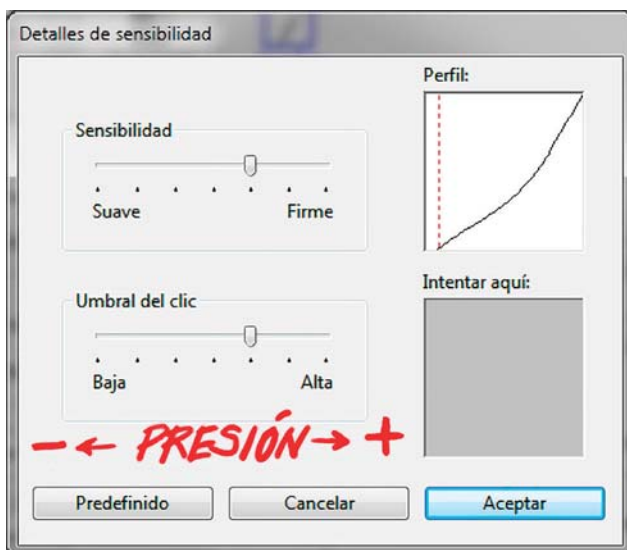 Detalles de sensibilidad
Perfil:
Sensibilidad
Suave Firme
Intentar aquí:
Umbral del clic
Baja Alta
- ← PRESIÓN → +
Predefinido Cancelar Aceptar